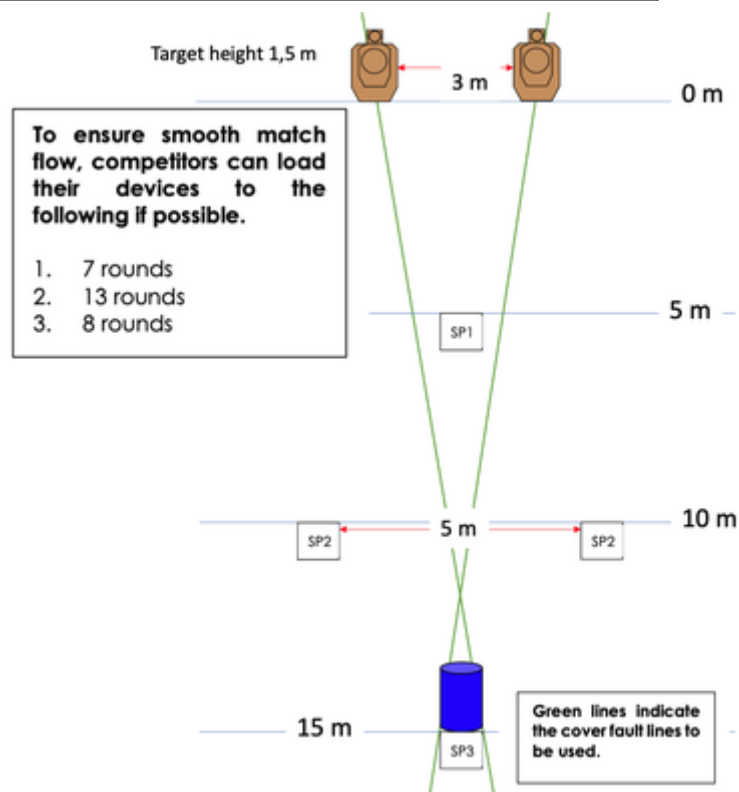 Target height 1,5 m
3 m
0 m
To ensure smooth match
flow, competitors can load
their devices to the
following if possible.
1. 7 rounds
2. 13 rounds
3. 8 rounds
5 m
SP1
10 m
5 m
SP2
SP2
15 m
SP3
Green lines indicate
the cover fault lines to
be used.